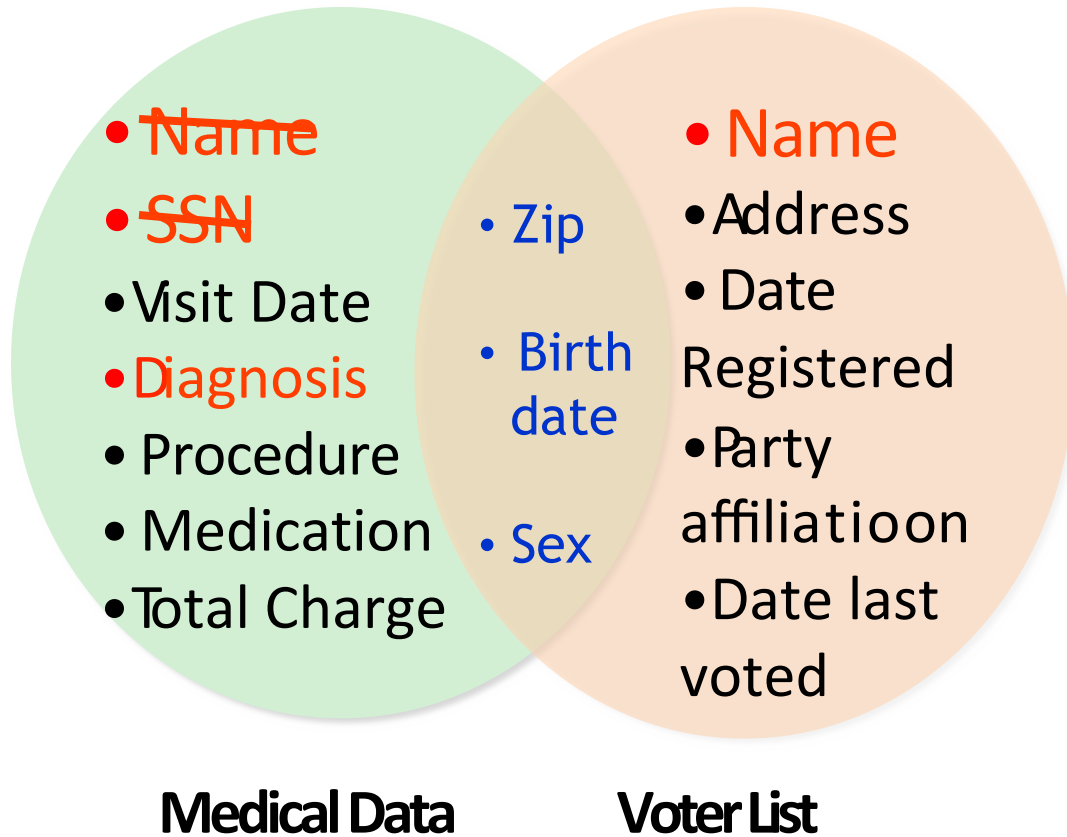 • Name
• SSN
•Visit Date
•Diagnosis
• Procedure
• Medication
•Total Charge
• Zip
• Birth
date
• Sex
• Name
•Address
• Date
Registered
•Party
affiliatioon
•Date last
voted
Medical Data
Voter List